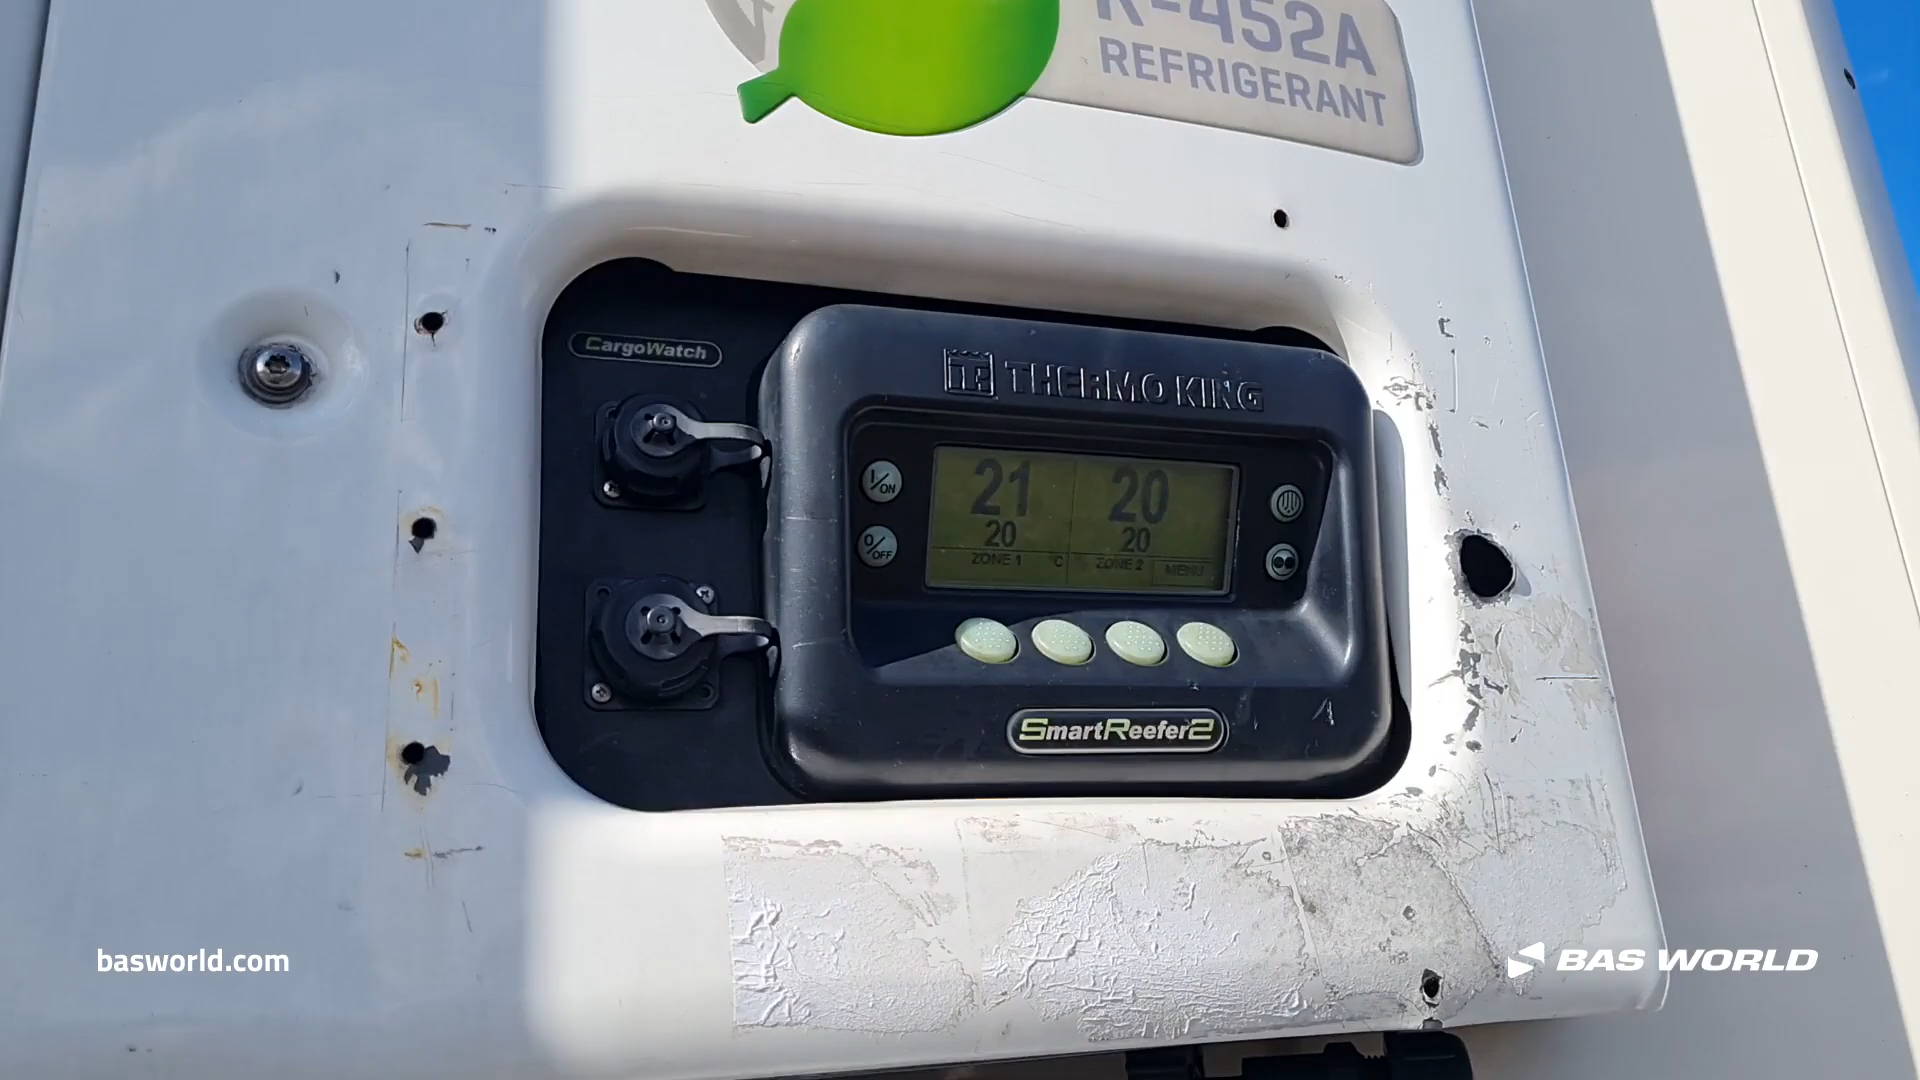 R-452A
REFRIGERANT
CargoWatch
THERMO KING
I/ON
O/OFF
21 20
20 20
ZONE 1 °C ZONE 2 MENU
SmartReefer2
basworld.com
BAS WORLD